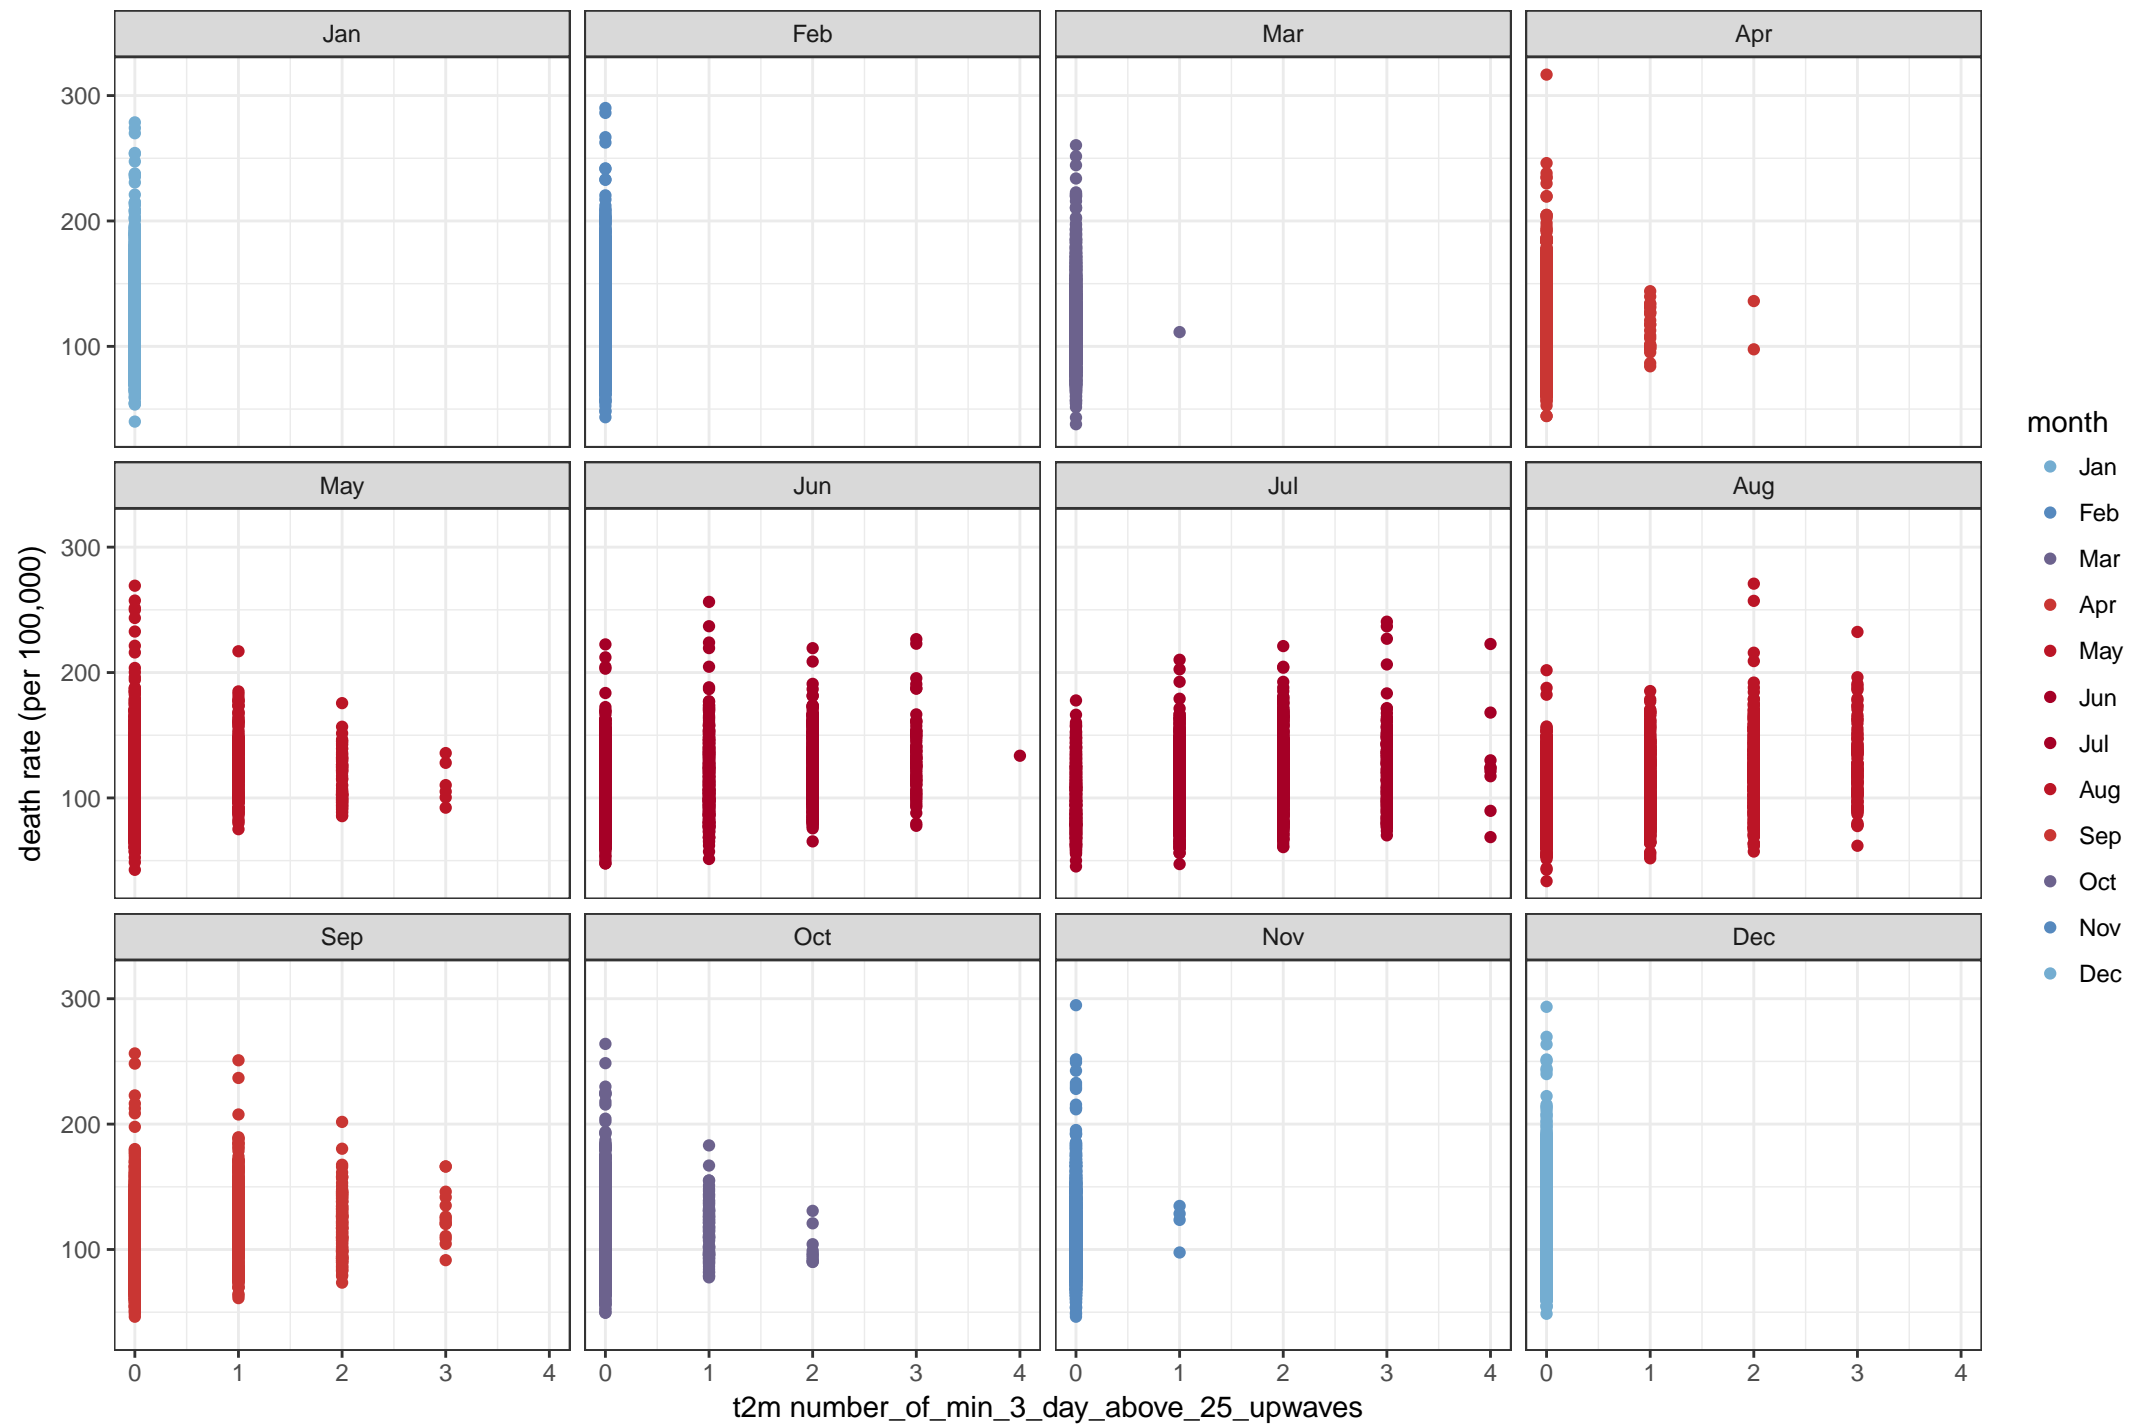 Jan Feb Mar Apr
300
200
100
May Jun Jul Aug
300
200
100
Sep Oct Nov Dec
300
200
100
0 1 2 3 4 0 1 2 3 4 0 1 2 3 4 0 1 2 3 4
t2m number_of_min_3_day_above_25_upwaves
death rate (per 100,000)
month
Jan
Feb
Mar
Apr
May
Jun
Jul
Aug
Sep
Oct
Nov
Dec